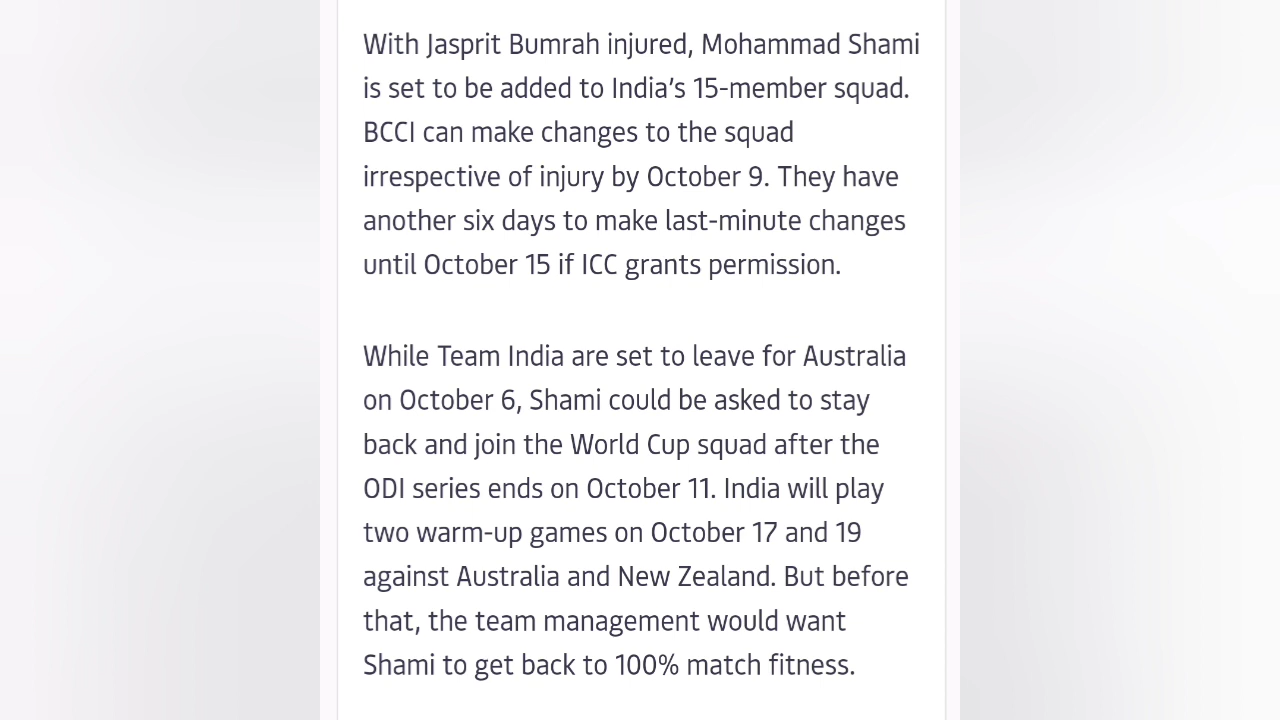 With Jasprit Bumrah injured, Mohammad Shami
is set to be added to India’s 15-member squad.
BCCI can make changes to the squad
irrespective of injury by October 9. They have
another six days to make last-minute changes
until October 15 if ICC grants permission.
While Team India are set to leave for Australia
on October 6, Shami could be asked to stay
back and join the World Cup squad after the
ODI series ends on October 11. India will play
two warm-up games on October 17 and 19
against Australia and New Zealand. But before
that, the team management would want
Shami to get back to 100% match fitness.